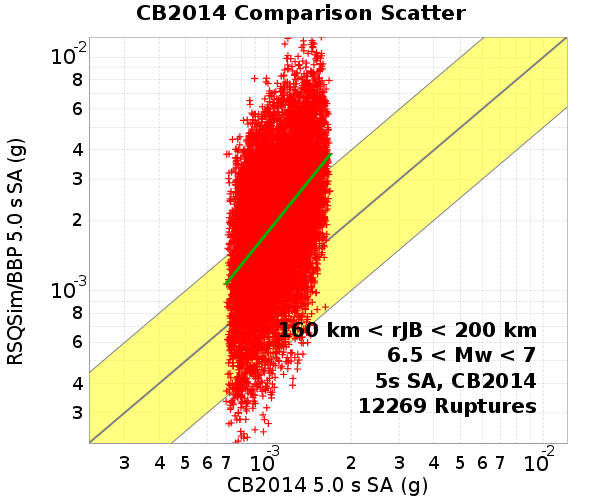 CB2014 Comparison Scatter
RSQSim/BBP 5.0 s SA (g)
10-2
8
6
4
3
2
10-3
8
6
4
3
160 km < rJB < 200 km
6.5 < Mw < 7
5s SA, CB2014
12269 Ruptures
3 4 5 6 7 10-3 2 3 4 5 6 7 10-2
CB2014 5.0 s SA (g)